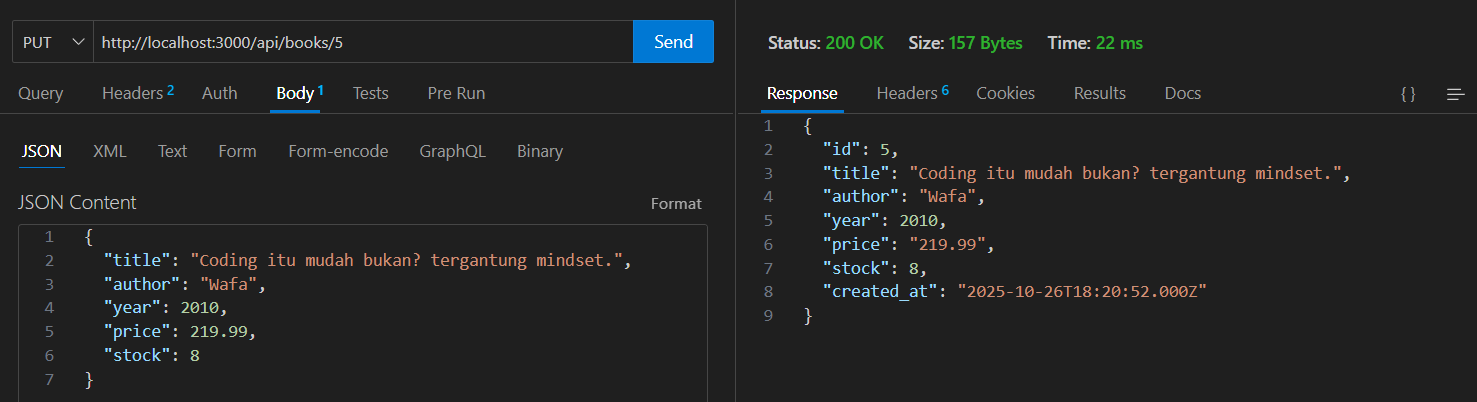 PUT http://localhost:3000/api/books/5 Send
Query Headers 2 Auth Body 1 Tests Pre Run
JSON XML Text Form Form-encode GraphQL Binary
JSON Content Format
1 {
2 "title": "Coding itu mudah bukan? tergantung mindset.",
3 "author": "Wafa",
4 "year": 2010,
5 "price": 219.99,
6 "stock": 8
7 }
Status: 200 OK Size: 157 Bytes Time: 22 ms
Response Headers 6 Cookies Results Docs { }
1 {
2 "id": 5,
3 "title": "Coding itu mudah bukan? tergantung mindset.",
4 "author": "Wafa",
5 "year": 2010,
6 "price": "219.99",
7 "stock": 8,
8 "created_at": "2025-10-26T18:20:52.000Z"
9 }